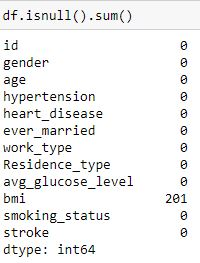 df.isnull().sum()
id 0
gender 0
age 0
hypertension 0
heart_disease 0
ever_married 0
work_type 0
Residence_type 0
avg_glucose_level 0
bmi 201
smoking_status 0
stroke 0
dtype: int64